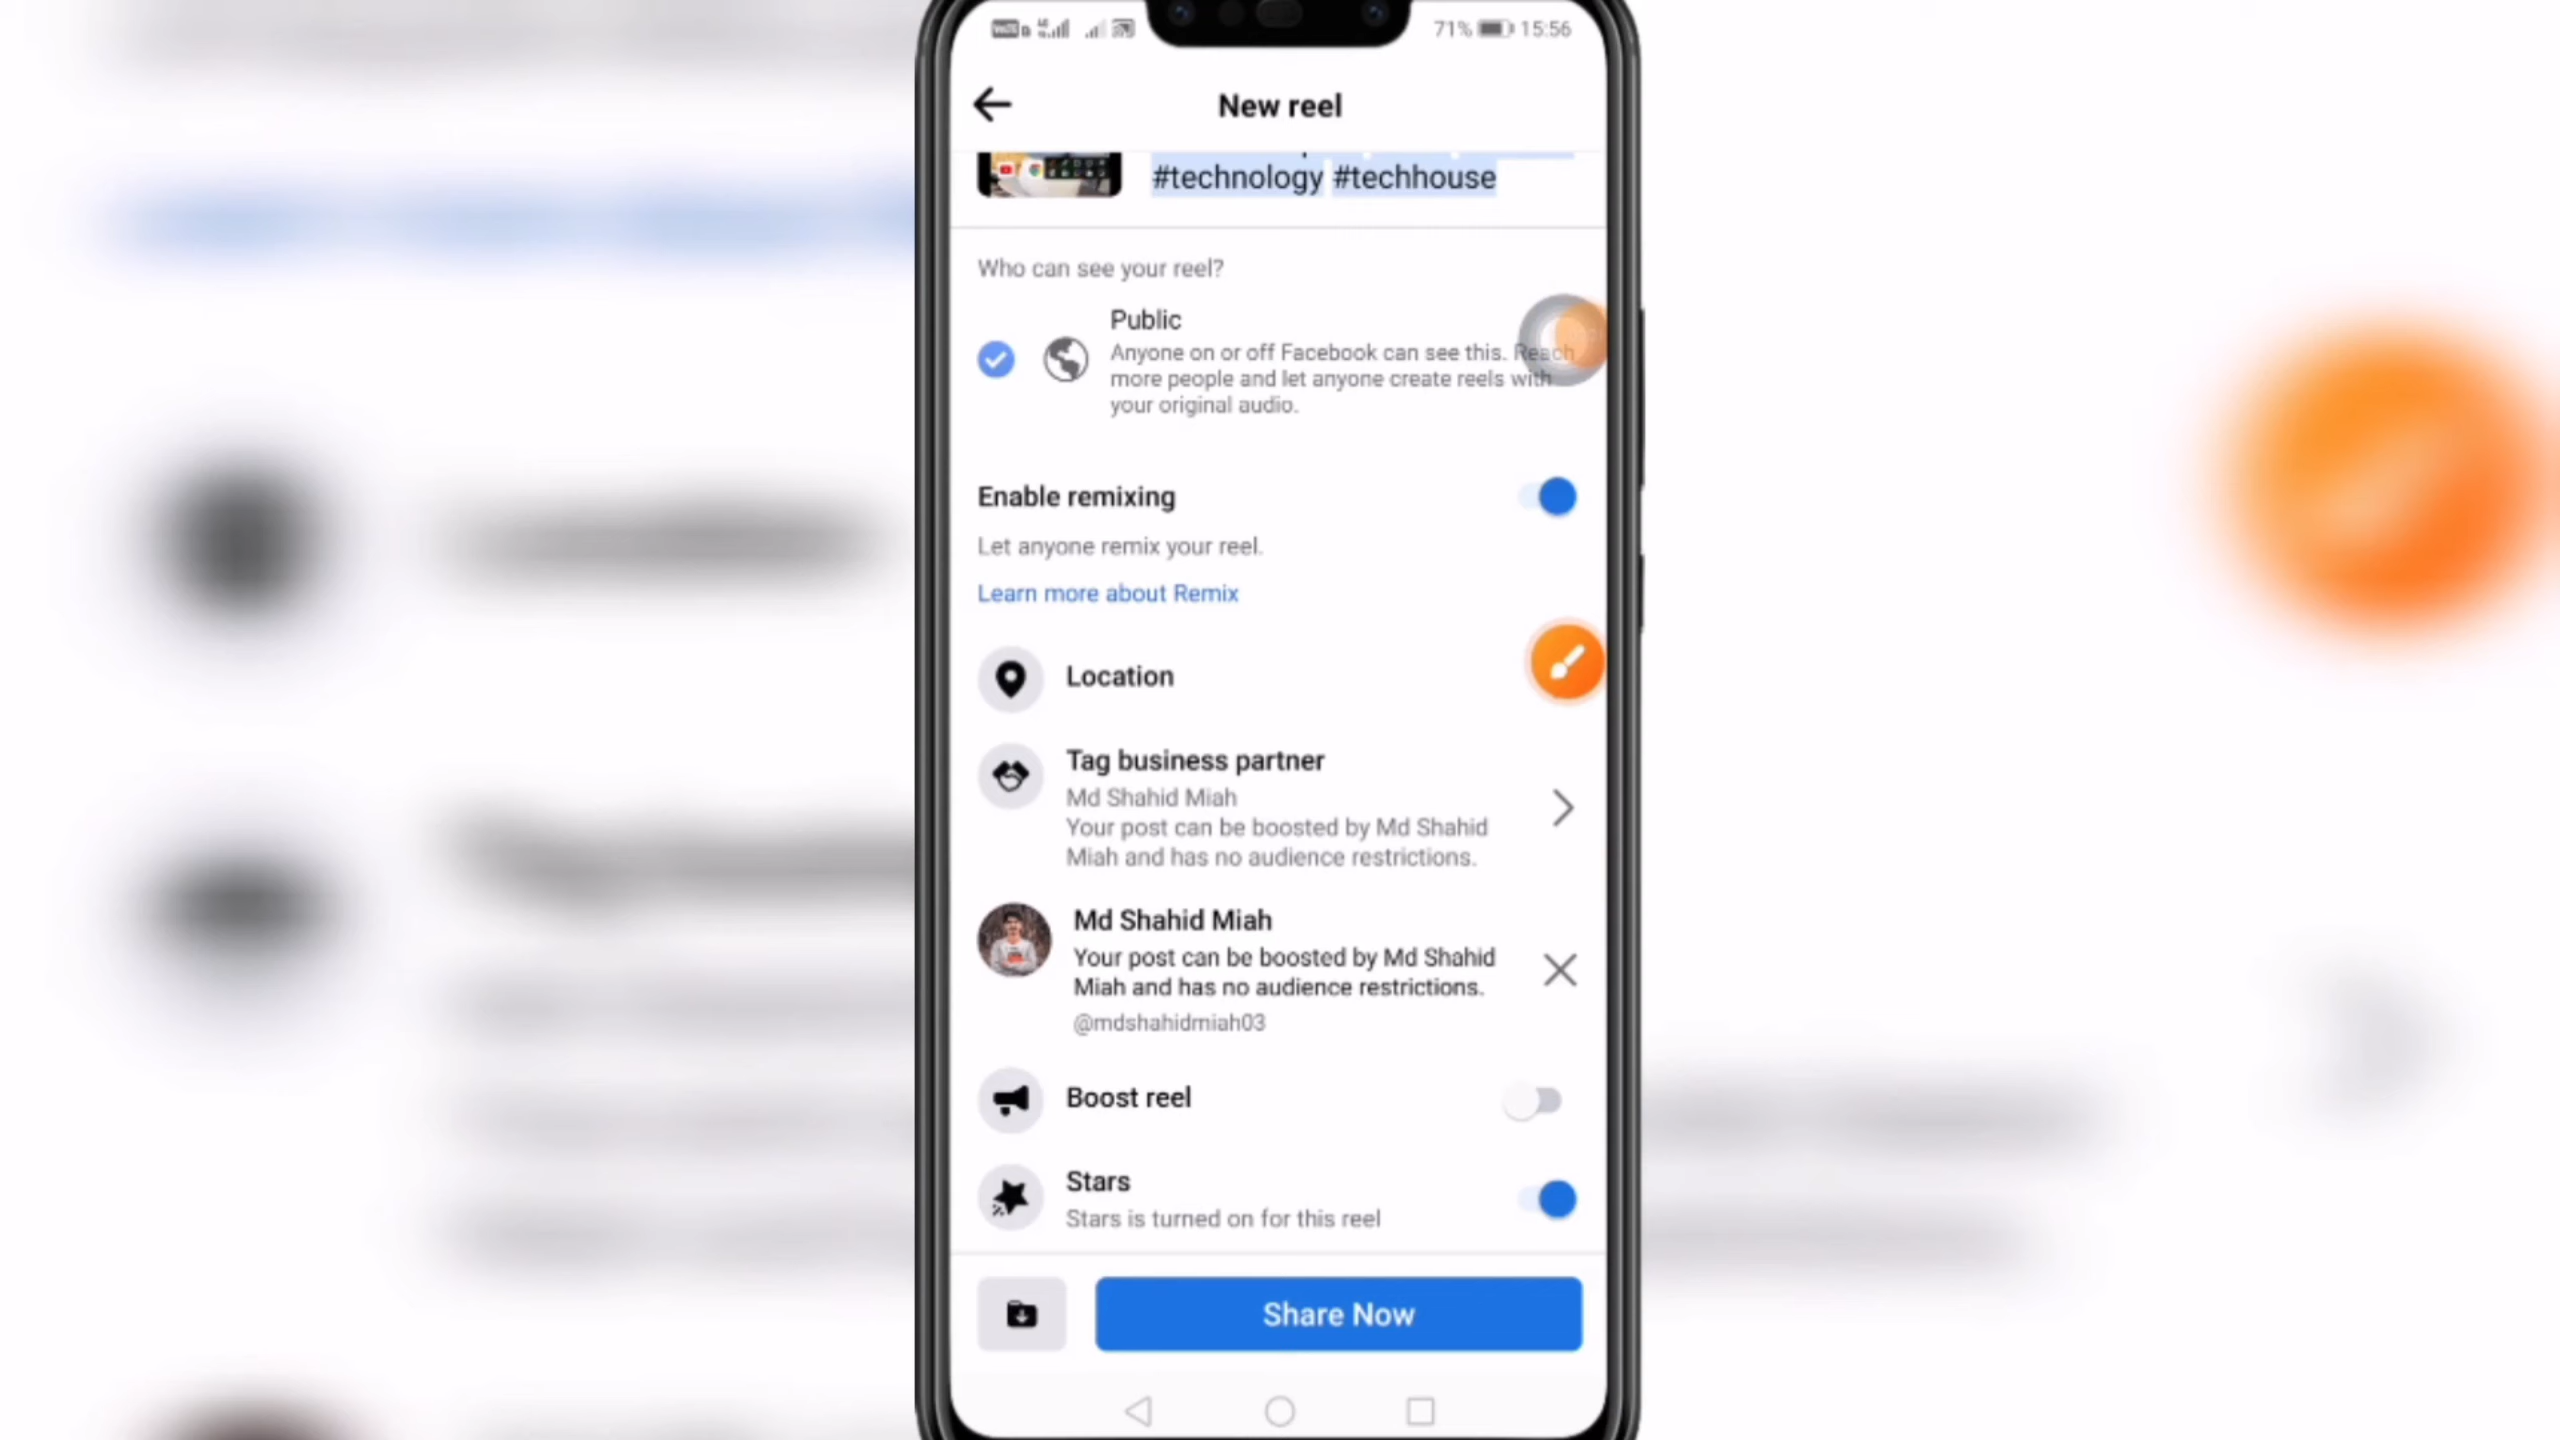 71% 15:56
New reel
#technology #techhouse
Who can see your reel?
Public
Anyone on or off Facebook can see this. Reach
more people and let anyone create reels with
your original audio.
Enable remixing
Let anyone remix your reel.
Learn more about Remix
Location
Tag business partner
Md Shahid Miah
Your post can be boosted by Md Shahid
Miah and has no audience restrictions.
Md Shahid Miah
Your post can be boosted by Md Shahid
Miah and has no audience restrictions.
@mdshahidmiah03
Boost reel
Stars
Stars is turned on for this reel
Share Now